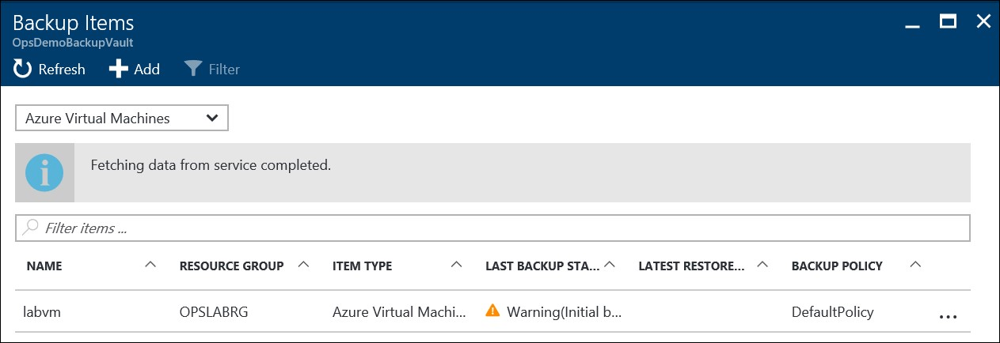 Backup Items
OpsDemoBackupVault
Refresh Add Filter
Azure Virtual Machines
Fetching data from service completed.
Filter items ...
NAME RESOURCE GROUP ITEM TYPE LAST BACKUP STA... LATEST RESTORE... BACKUP POLICY
labvm OPSLABRG Azure Virtual Machi... Warning(Initial b... DefaultPolicy ...